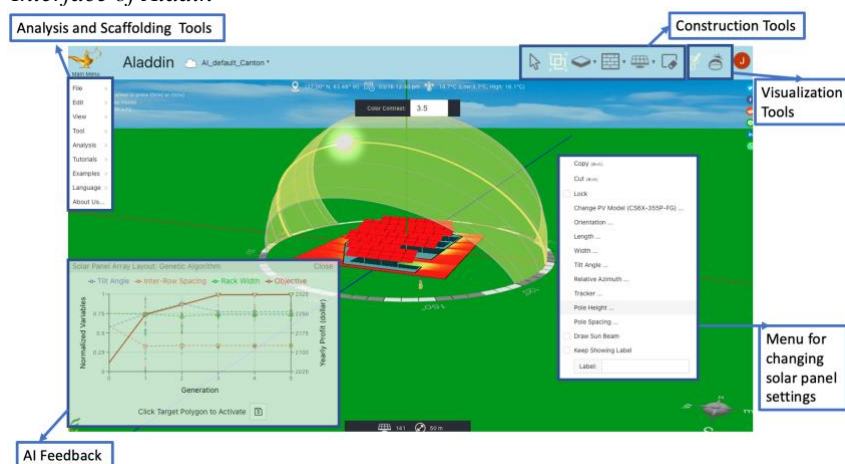 Interface of Aladdin
Analysis and Scaffolding Tools
Construction Tools
Main Menu
Aladdin
AI_default_Canton *
J
Visualization
Tools
File
Edit
View
Tool
Analysis
Tutorials
Examples
Language
About Us...
Color Contrast: 3.5
Copy
Cut
Lock
Change PV Model (CS6X-355P-FG) ...
Orientation ...
Length ...
Width ...
Tilt Angle ...
Relative Azimuth ...
Tracker ...
Pole Height ...
Pole Spacing ...
Draw Sun Beam
Keep Showing Label
Label:
Menu for
changing
solar panel
settings
Solar Panel Array Layout: Genetic Algorithm
Close
Tilt Angle Inter-Row Spacing Rack Width Objective
Normalized Variables
Yearly Profit (dollar)
Generation
Click Target Polygon to Activate
141 50 m
AI Feedback